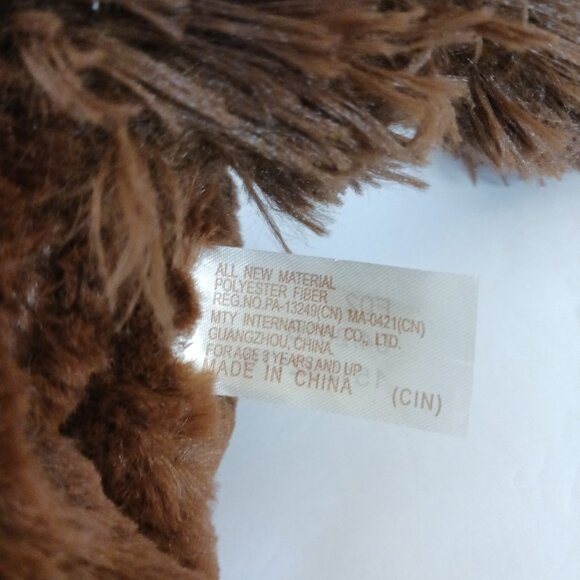 ALL NEW MATERIAL
POLYESTER FIBER
REG.NO.PA-13249(CN) MA-0421(CN)
MTY INTERNATIONAL CO,. LTD.
GUANGZHOU, CHINA
FOR AGE 3 YEARS AND UP
MADE IN CHINA (CIN)